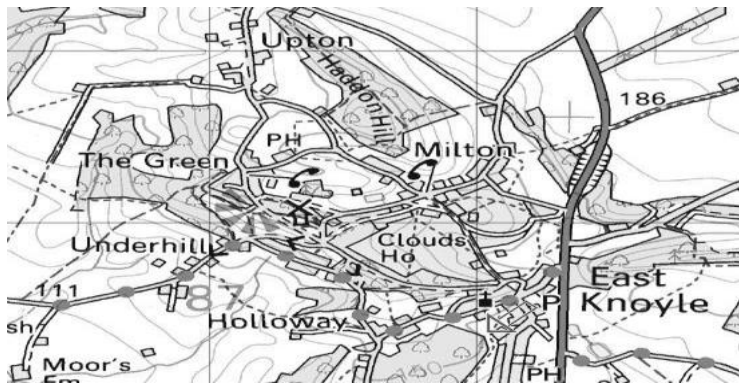 Upton
Haddon Hill
186
PH
Milton
The Green
Underhill
Clouds
Ho
111
87
East
Knoyle
P
Holloway
sh
Moor's
Fm
PH